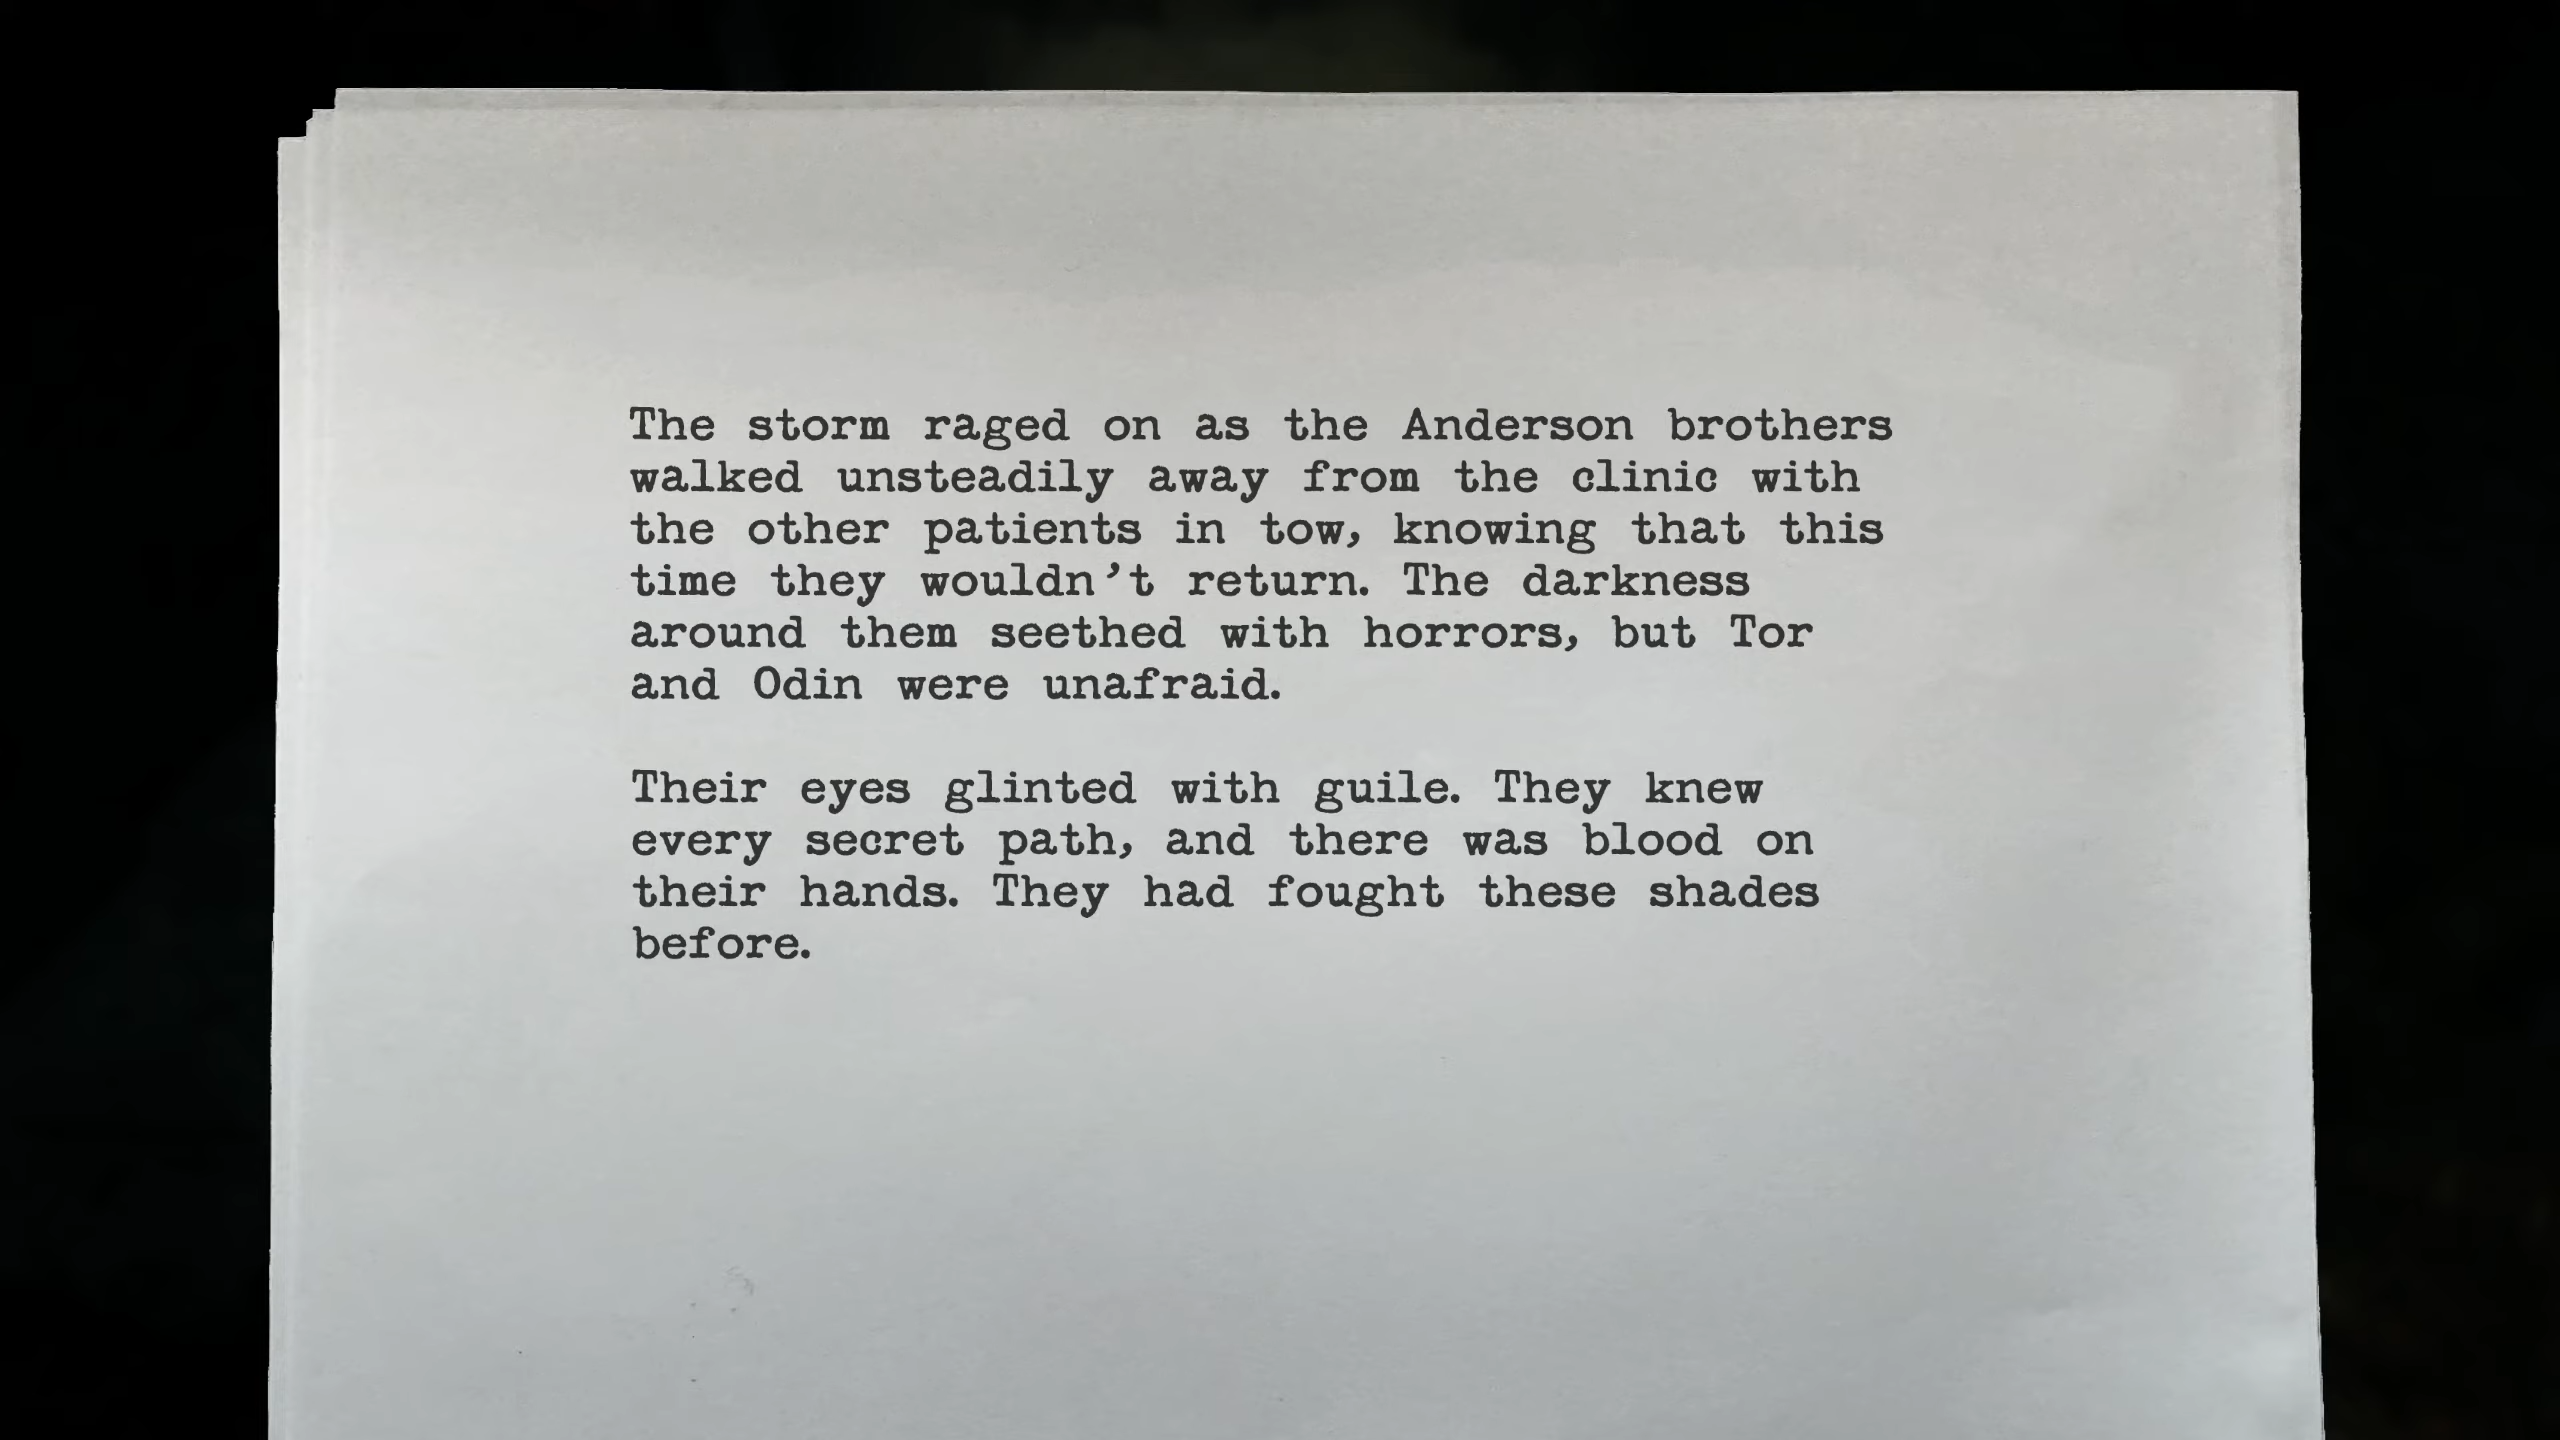 The storm raged on as the Anderson brothers
walked unsteadily away from the clinic with
the other patients in tow, knowing that this
time they wouldn’t return. The darkness
around them seethed with horrors, but Tor
and Odin were unafraid.
Their eyes glinted with guile. They knew
every secret path, and there was blood on
their hands. They had fought these shades
before.